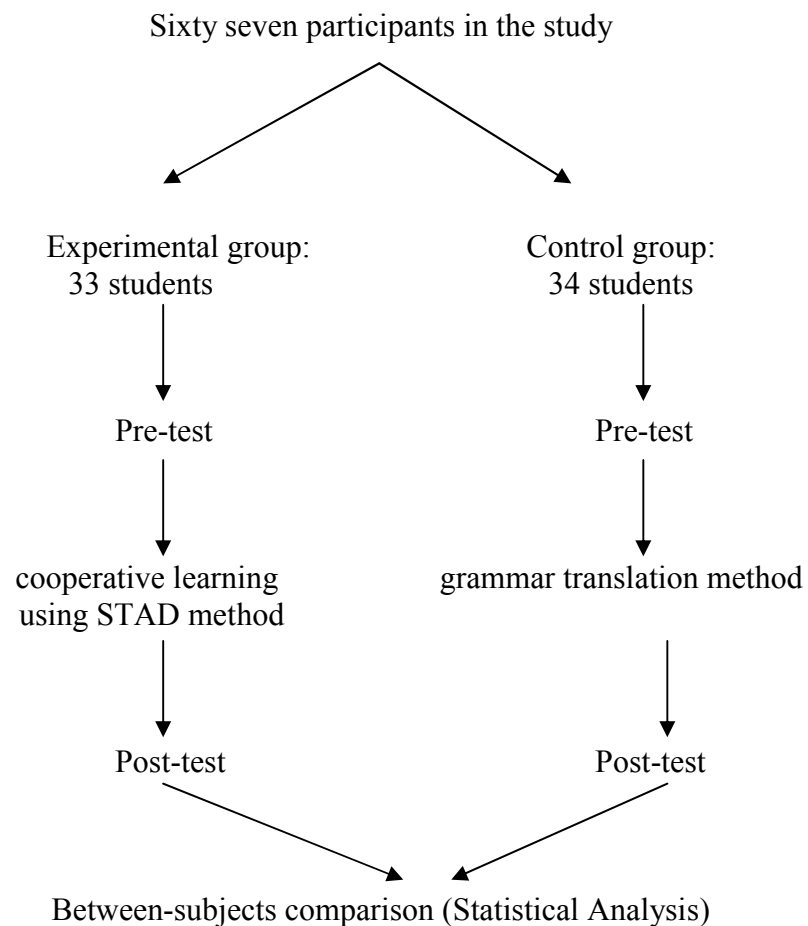 Sixty seven participants in the study
Experimental group:
33 students
Control group:
34 students
Pre-test
Pre-test
cooperative learning
using STAD method
grammar translation method
Post-test
Post-test
Between-subjects comparison (Statistical Analysis)